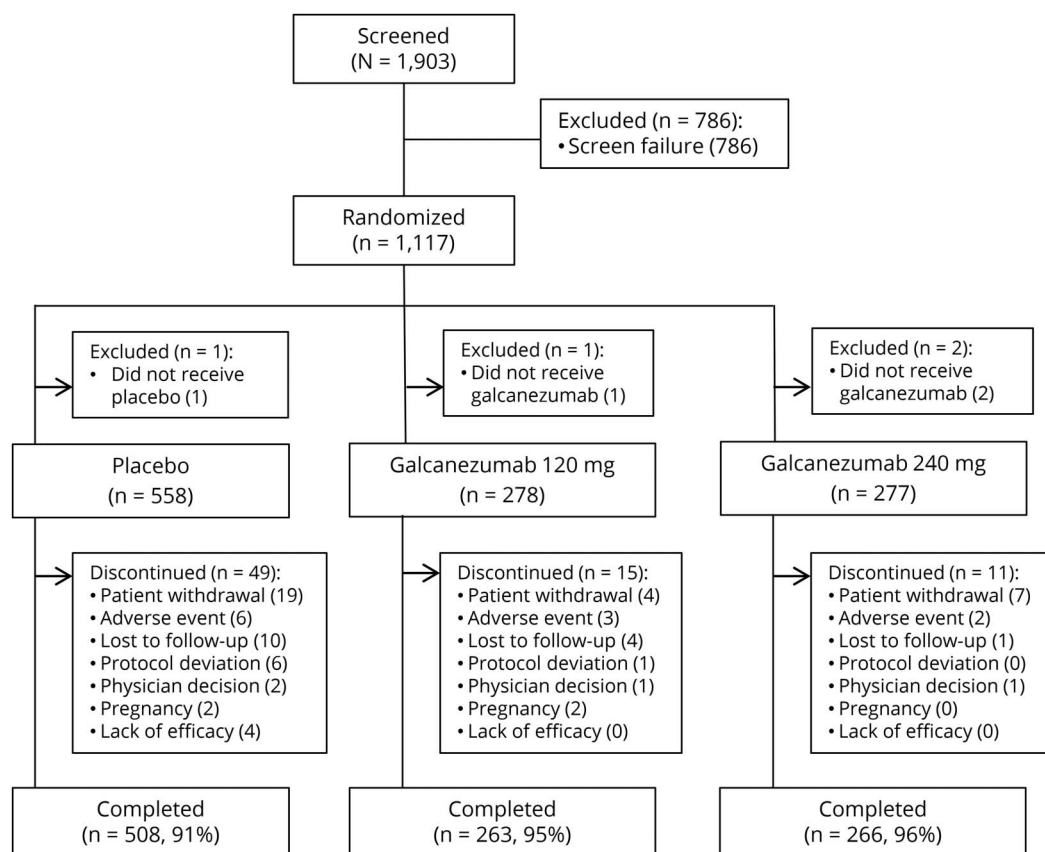 Screened
(N = 1,903)
Excluded (n = 786):
• Screen failure (786)
Randomized
(n = 1,117)
Excluded (n = 1):
• Did not receive
placebo (1)
Excluded (n = 1):
• Did not receive
galcanezumab (1)
Excluded (n = 2):
• Did not receive
galcanezumab (2)
Placebo
(n = 558)
Galcanezumab 120 mg
(n = 278)
Galcanezumab 240 mg
(n = 277)
Discontinued (n = 49):
• Patient withdrawal (19)
• Adverse event (6)
• Lost to follow-up (10)
• Protocol deviation (6)
• Physician decision (2)
• Pregnancy (2)
• Lack of efficacy (4)
Discontinued (n = 15):
• Patient withdrawal (4)
• Adverse event (3)
• Lost to follow-up (4)
• Protocol deviation (1)
• Physician decision (1)
• Pregnancy (2)
• Lack of efficacy (0)
Discontinued (n = 11):
• Patient withdrawal (7)
• Adverse event (2)
• Lost to follow-up (1)
• Protocol deviation (0)
• Physician decision (1)
• Pregnancy (0)
• Lack of efficacy (0)
Completed
(n = 508, 91%)
Completed
(n = 263, 95%)
Completed
(n = 266, 96%)